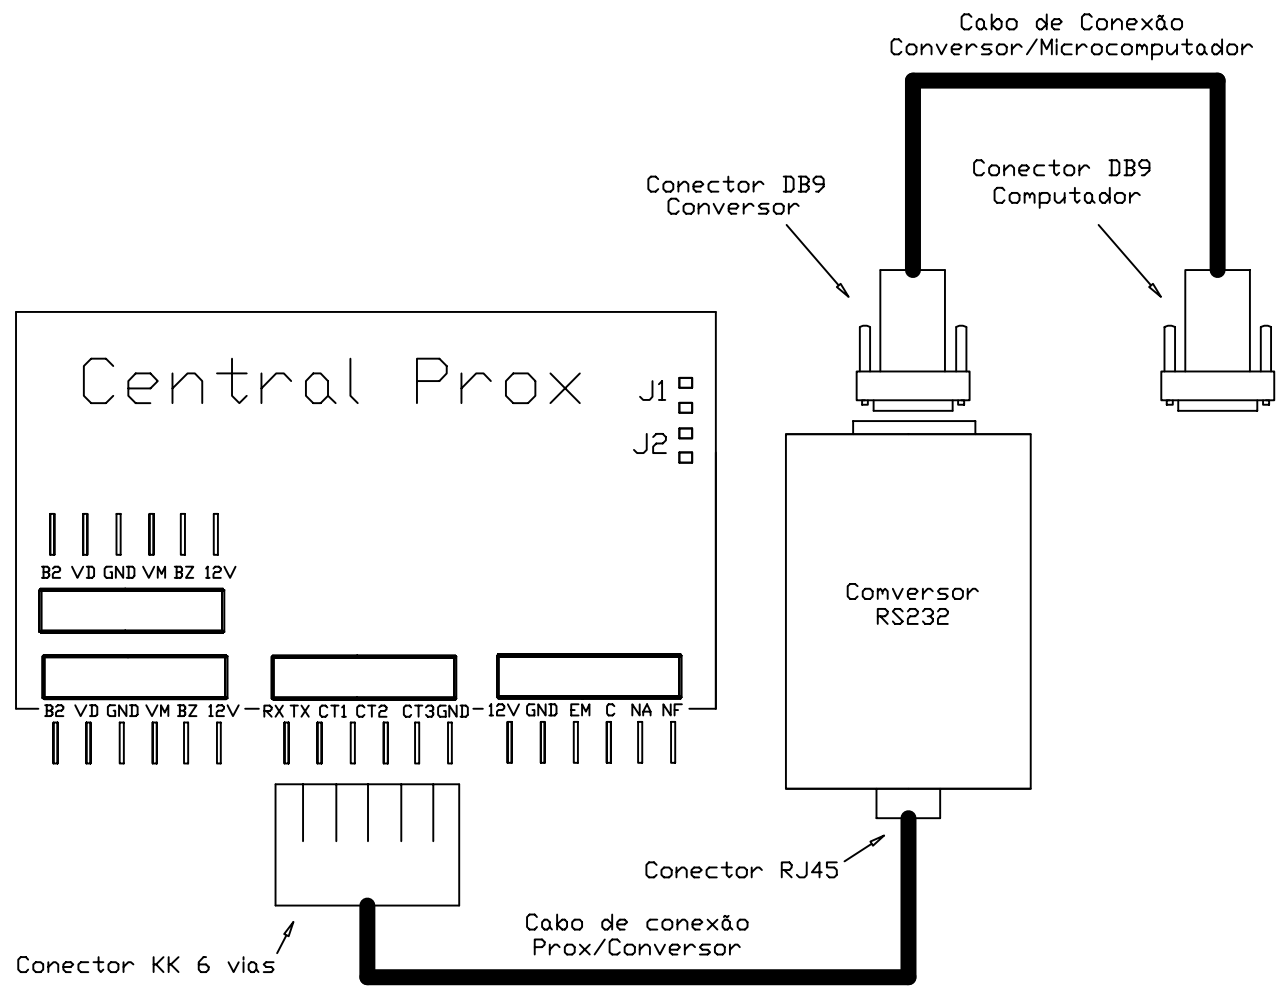 Cabo de Conexão
Conversor/Microcomputador
Conector DB9
Computador
Conector DB9
Conversor
Central Prox
J1
J2
B2 VD GND VM BZ 12V
Comversor
RS232
B2 VD GND VM BZ 12V RX TX CT1 CT2 CT3 GND 12V GND EM C NA NF
Conector RJ45
Cabo de conexão
Prox/Conversor
Conector KK 6 vias